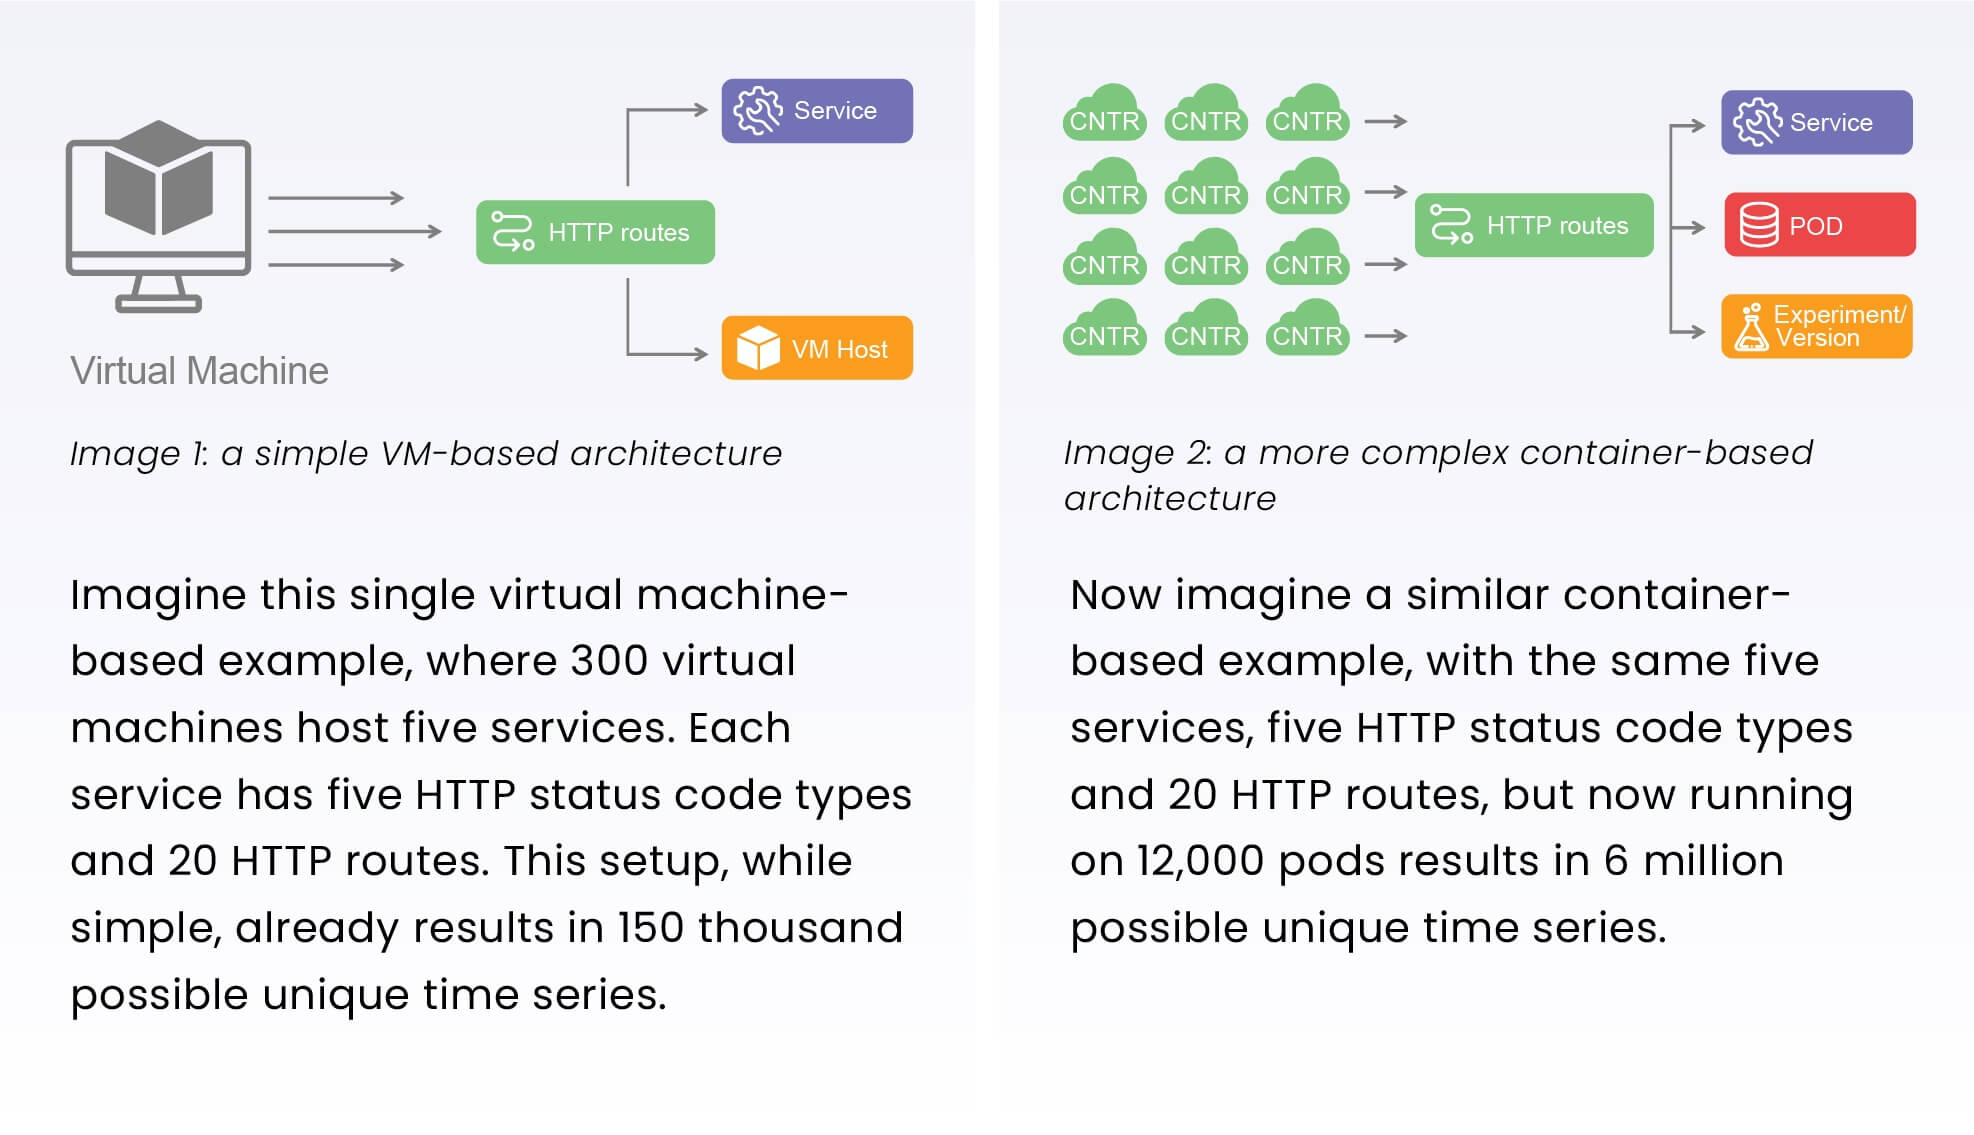 Service
HTTP routes
VM Host
Virtual Machine
Image 1: a simple VM-based architecture
Imagine this single virtual machine-
based example, where 300 virtual
machines host five services. Each
service has five HTTP status code types
and 20 HTTP routes. This setup, while
simple, already results in 150 thousand
possible unique time series.
CNTR CNTR CNTR
CNTR CNTR CNTR
CNTR CNTR CNTR
CNTR CNTR CNTR
HTTP routes
Service
POD
Experiment/
Version
Image 2: a more complex container-based
architecture
Now imagine a similar container-
based example, with the same five
services, five HTTP status code types
and 20 HTTP routes, but now running
on 12,000 pods results in 6 million
possible unique time series.